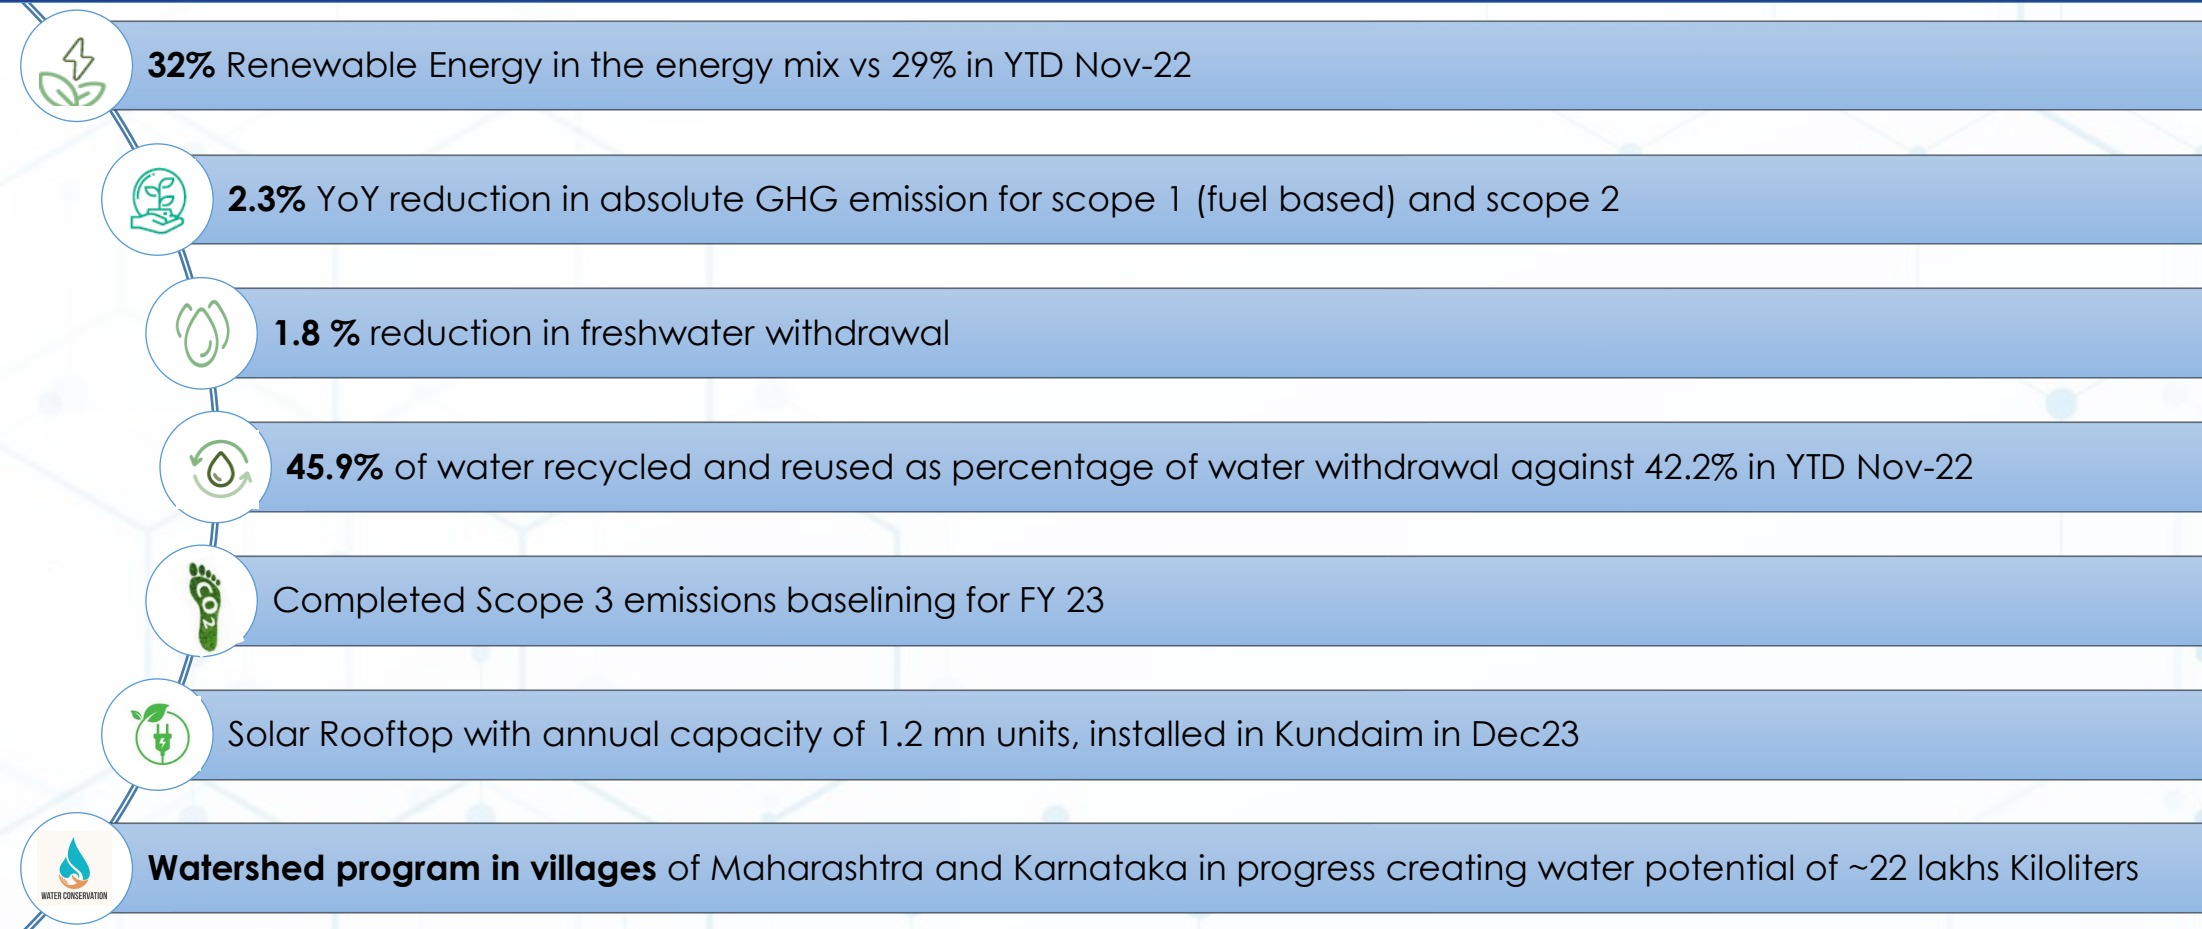 32% Renewable Energy in the energy mix vs 29% in YTD Nov-22
2.3% YoY reduction in absolute GHG emission for scope 1 (fuel based) and scope 2
1.8 % reduction in freshwater withdrawal
45.9% of water recycled and reused as percentage of water withdrawal against 42.2% in YTD Nov-22
CO2
Completed Scope 3 emissions baselining for FY 23
Solar Rooftop with annual capacity of 1.2 mn units, installed in Kundaim in Dec23
WATER CONSERVATION
Watershed program in villages of Maharashtra and Karnataka in progress creating water potential of ~22 lakhs Kiloliters